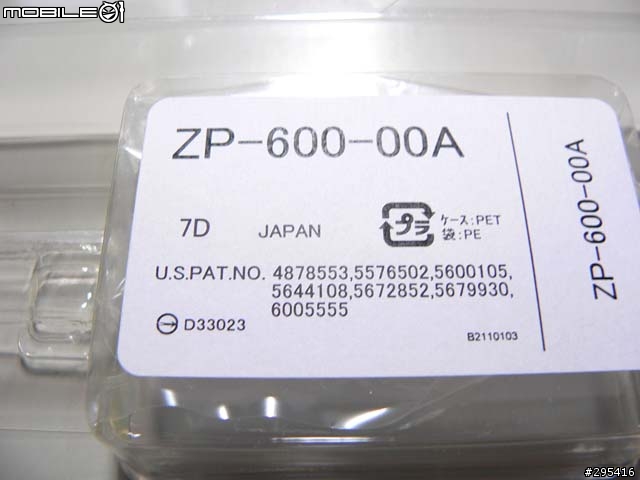 MOBILE01
ZP-600-00A
7D JAPAN
プラ
ケース:PET
袋:PE
U.S.PAT.NO. 4878553,5576502,5600105,
5644108,5672852,5679930,
6005555
D33023
B2110103
ZP-600-00A
#295416